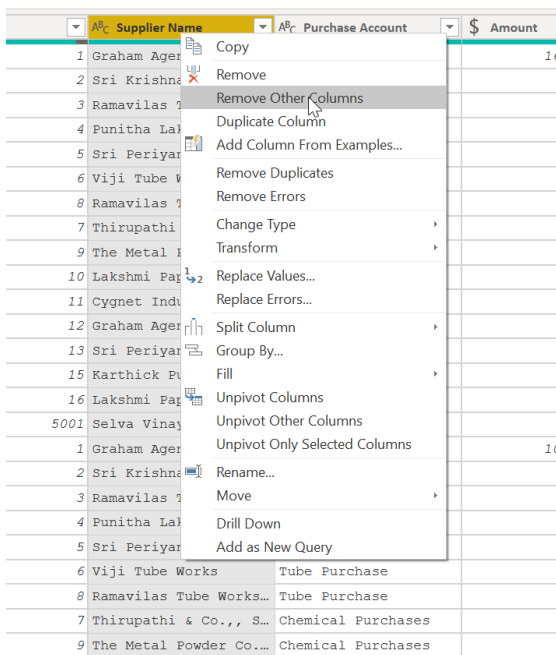 ABC Supplier Name ABC Purchase Account $ Amount
1 Graham Ager
Copy
2 Sri Krishna
Remove
3 Ramavilas
Remove Other Columns
4 Punitha
Duplicate Column
5 Sri Periyar
Add Column From Examples...
6 Viji Tube
Remove Duplicates
8 Ramavilas
Remove Errors
7 Thirupathi
Change Type
9 The Metal
Transform
10 Lakshmi Pap
Replace Values...
11 Cygnet Indu
Replace Errors...
12 Graham Ager
Split Column
13 Sri Periyar
Group By...
15 Karthick
Fill
16 Lakshmi Pap
Unpivot Columns
5001 Selva Vinay
Unpivot Other Columns
1 Graham Ager
Unpivot Only Selected Columns
2 Sri Krishna
Rename...
3 Ramavilas
Move
4 Punitha
Drill Down
5 Sri Periyar
Add as New Query
6 Viji Tube Works Tube Purchase
8 Ramavilas Tube Works... Tube Purchase
7 Thirupathi & Co.,, S... Chemical Purchases
9 The Metal Powder Co.... Chemical Purchases